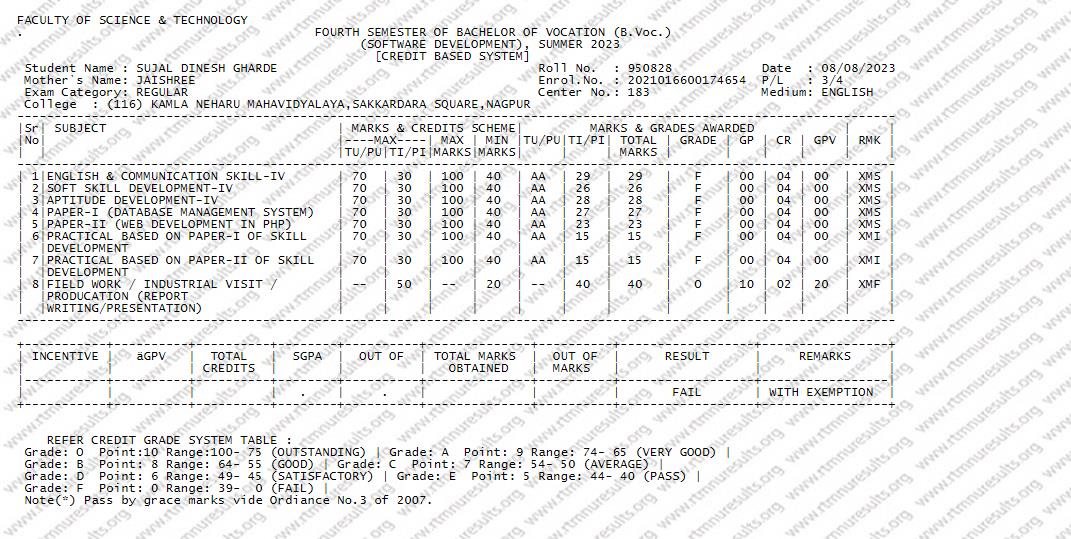 FACULTY OF SCIENCE & TECHNOLOGY
.
FOURTH SEMESTER OF BACHELOR OF VOCATION (B.Voc.)
(SOFTWARE DEVELOPMENT), SUMMER 2023
[CREDIT BASED SYSTEM]
Student Name : SUJAL DINESH GHARDE Roll No. : 950828 Date : 08/08/2023
Mother`s Name: JAISHREE Enrol.No. : 2021016600174654 P/L : 3/4
Exam Category: REGULAR Center No.: 183 Medium: ENGLISH
College : (116) KAMLA NEHARU MAHAVIDYALAYA,SAKKARDARA SQUARE,NAGPUR
|Sr| SUBJECT | MARKS & CREDITS SCHEME| MARKS & GRADES AWARDED | |
|No| |----MAX----| MAX | MIN |TU/PU|TI/PI| TOTAL | GRADE | GP | CR | GPV | RMK |
| | |TU/PU|TI/PI|MARKS|MARKS| | | MARKS | | | | | |
| 1|ENGLISH & COMMUNICATION SKILL-IV | 70 | 30 | 100 | 40 | AA | 29 | 29 | F | 00 | 04 | 00 | XMS |
| 2|SOFT SKILL DEVELOPMENT-IV | 70 | 30 | 100 | 40 | AA | 26 | 26 | F | 00 | 04 | 00 | XMS |
| 3|APTITUDE DEVELOPMENT-IV | 70 | 30 | 100 | 40 | AA | 28 | 28 | F | 00 | 04 | 00 | XMS |
| 4|PAPER-I (DATABASE MANAGEMENT SYSTEM) | 70 | 30 | 100 | 40 | AA | 27 | 27 | F | 00 | 04 | 00 | XMS |
| 5|PAPER-II (WEB DEVELOPMENT IN PHP) | 70 | 30 | 100 | 40 | AA | 23 | 23 | F | 00 | 04 | 00 | XMS |
| 6|PRACTICAL BASED ON PAPER-I OF SKILL | 70 | 30 | 100 | 40 | AA | 15 | 15 | F | 00 | 04 | 00 | XMI |
| |DEVELOPMENT
| 7|PRACTICAL BASED ON PAPER-II OF SKILL | 70 | 30 | 100 | 40 | AA | 15 | 15 | F | 00 | 04 | 00 | XMI |
| |DEVELOPMENT
| 8|FIELD WORK / INDUSTRIAL VISIT / | -- | 50 | -- | 20 | -- | 40 | 40 | O | 10 | 02 | 20 | XMF |
| |PRODUCATION (REPORT
| |WRITING/PRESENTATION)
| INCENTIVE | äGPV | TOTAL | SGPA | OUT OF | TOTAL MARKS | OUT OF | RESULT | REMARKS |
| | | CREDITS | | | OBTAINED | MARKS | | |
| | | | . | . | | | FAIL | WITH EXEMPTION |
REFER CREDIT GRADE SYSTEM TABLE :
Grade: O Point:10 Range:100- 75 (OUTSTANDING) | Grade: A Point: 9 Range: 74- 65 (VERY GOOD) |
Grade: B Point: 8 Range: 64- 55 (GOOD) | Grade: C Point: 7 Range: 54- 50 (AVERAGE) |
Grade: D Point: 6 Range: 49- 45 (SATISFACTORY) | Grade: E Point: 5 Range: 44- 40 (PASS) |
Grade: F Point: 0 Range: 39- 0 (FAIL) |
Note(*) Pass by grace marks vide Ordiance No.3 of 2007.
www.rtmnuresults.org